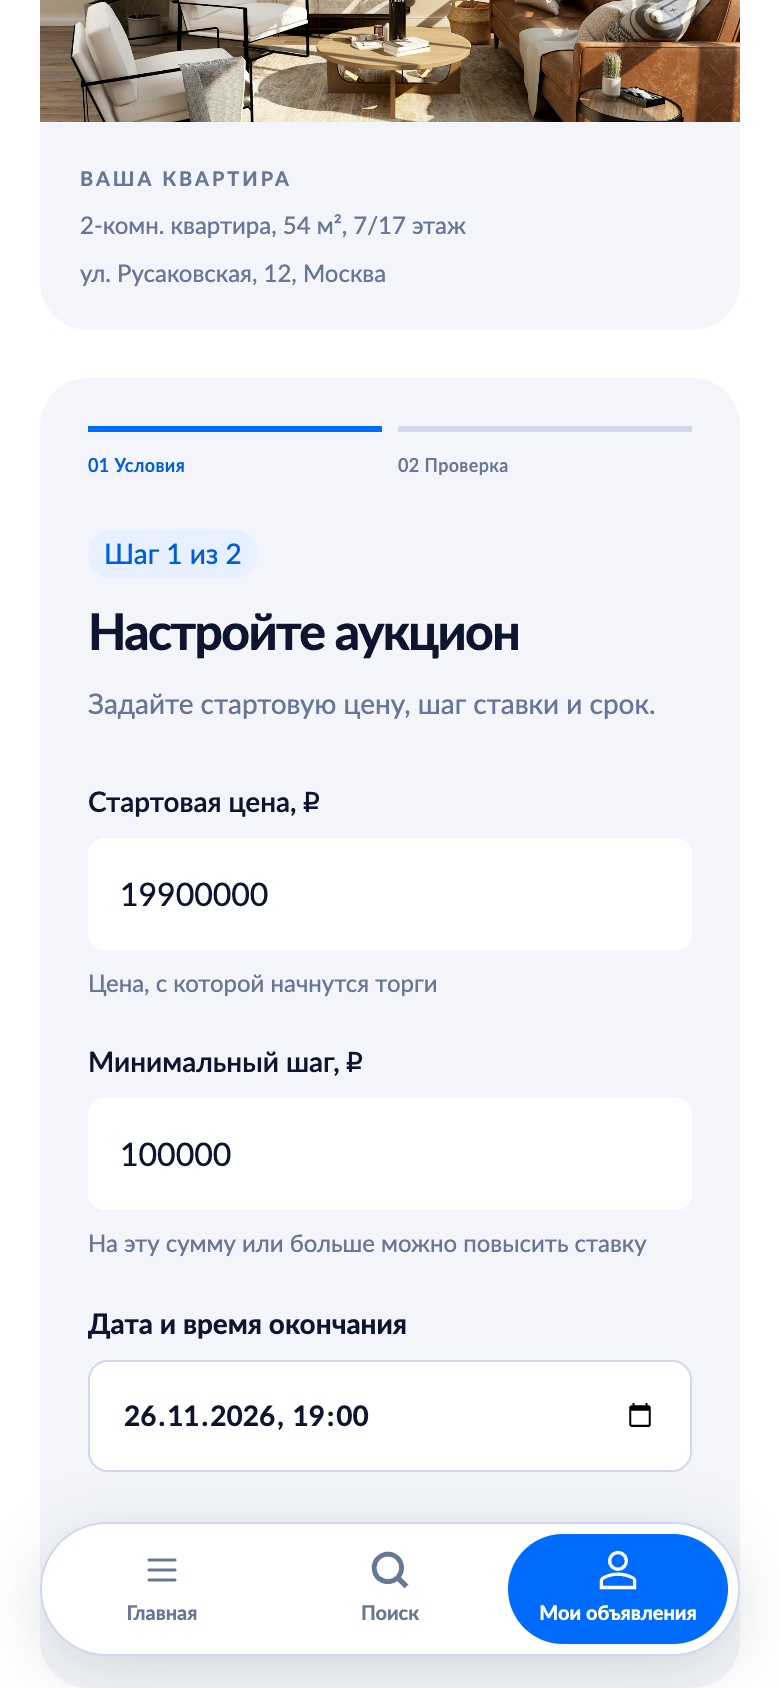 ВАША КВАРТИРА
2-комн. квартира, 54 м², 7/17 этаж
ул. Русаковская, 12, Москва
01 Условия
02 Проверка
Шаг 1 из 2
Настройте аукцион
Задайте стартовую цену, шаг ставки и срок.
Стартовая цена, ₽
19900000
Цена, с которой начнутся торги
Минимальный шаг, ₽
100000
На эту сумму или больше можно повысить ставку
Дата и время окончания
26.11.2026, 19:00
Главная
Поиск
Мои объявления